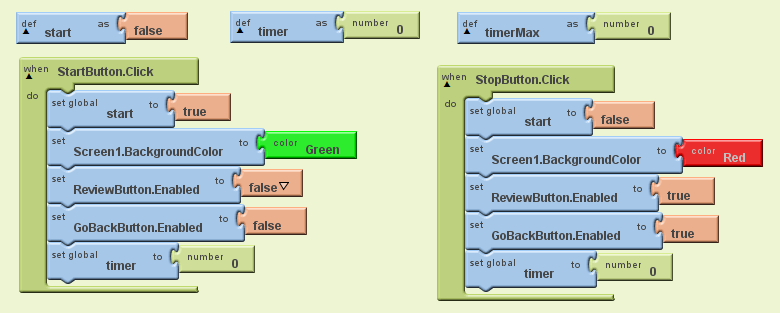 def start as false
def timer as number 0
def timerMax as number 0
when StartButton.Click
do
set global start to true
set Screen1.BackgroundColor to color Green
set ReviewButton.Enabled to false
set GoBackButton.Enabled to false
set global timer to number 0
when StopButton.Click
do
set global start to false
set Screen1.BackgroundColor to color Red
set ReviewButton.Enabled to true
set GoBackButton.Enabled to true
set global timer to number 0